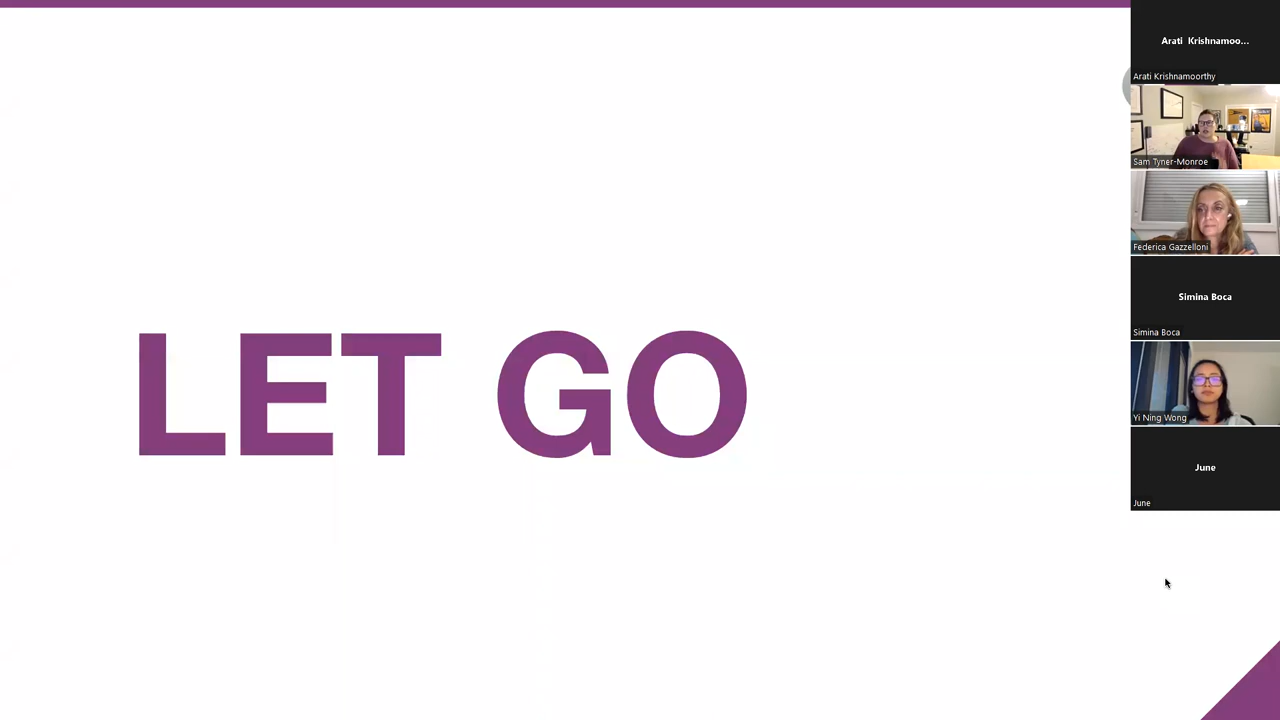 LET GO
Arati Krishnamoo...
Arati Krishnamoorthy
Sam Tyner-Monroe
Federica Gazzelloni
Simina Boca
Simina Boca
Yi Ning Wong
June
June